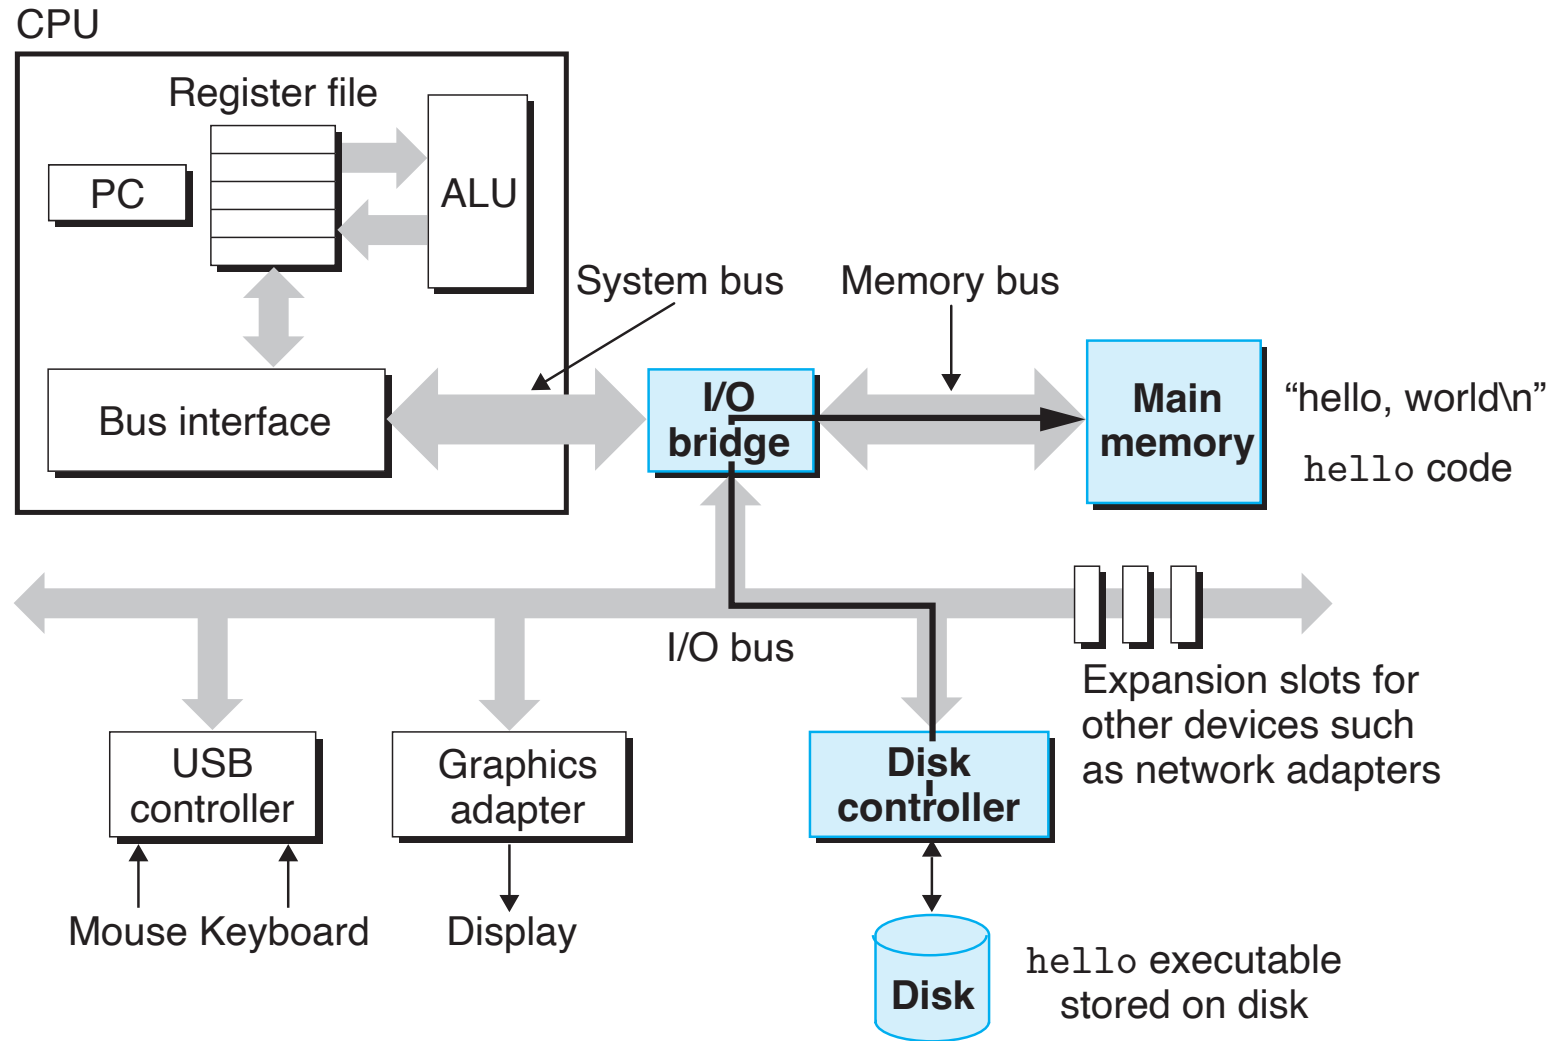 CPU
Register file
PC
ALU
System bus
Memory bus
Bus interface
I/O
bridge
Main
memory
“hello, world\n”
hello code
I/O bus
Expansion slots for
other devices such
as network adapters
USB
controller
Graphics
adapter
Disk
controller
Mouse Keyboard
Display
Disk
hello executable
stored on disk